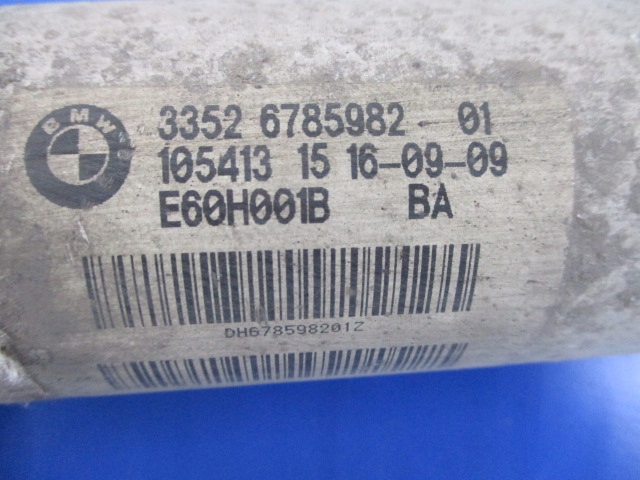 BMW
3352 6785982 01
105413 15 16-09-09
E60H001B BA
DH678598201Z